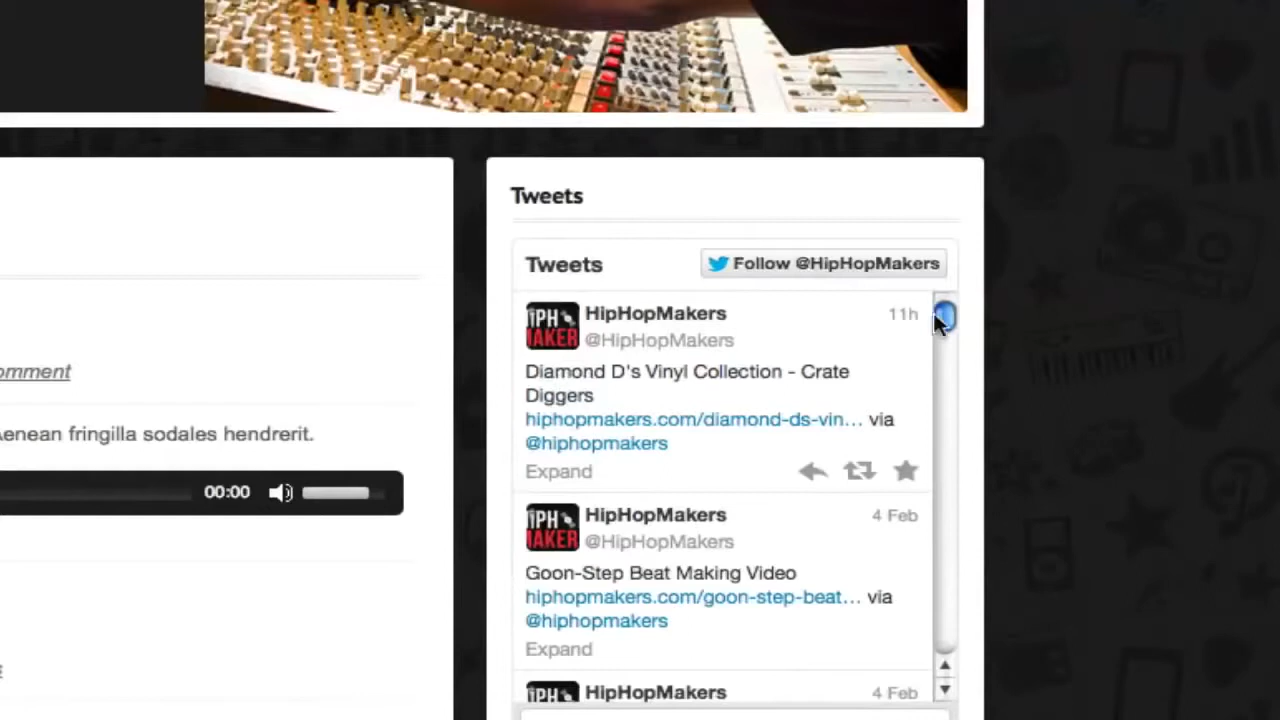 Tweets
Tweets
Follow @HipHopMakers
HipHopMakers
11h
@HipHopMakers
Diamond D's Vinyl Collection - Crate
Diggers
hiphopmakers.com/diamond-ds-vin... via
@hiphopmakers
Expand
HipHopMakers
4 Feb
@HipHopMakers
Goon-Step Beat Making Video
hiphopmakers.com/goon-step-beat... via
@hiphopmakers
Expand
HipHopMakers
4 Feb
omment
Aenean fringilla sodales hendrerit.
00:00